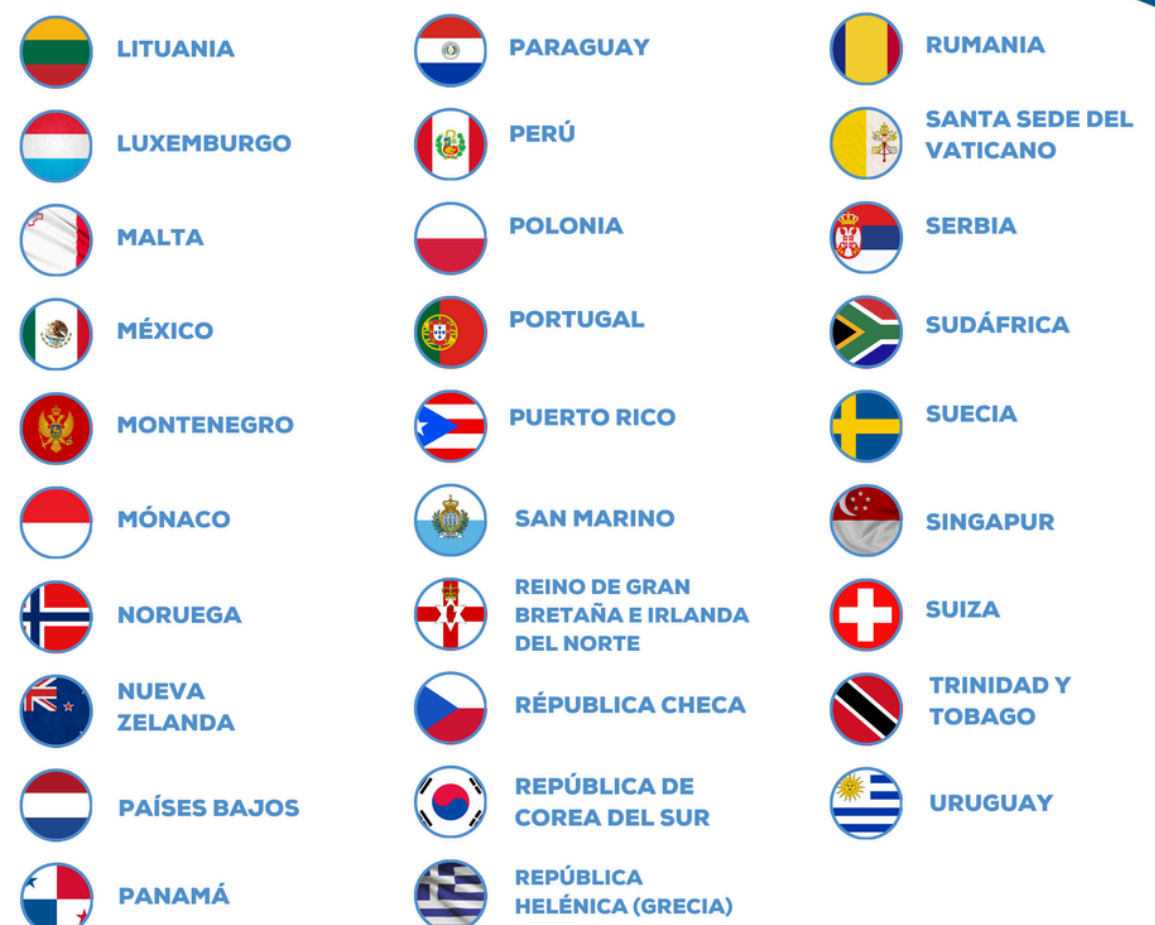 LITUANIA
LUXEMBURGO
MALTA
MÉXICO
MONTENEGRO
MÓNACO
NORUEGA
NUEVA
ZELANDA
PAÍSES BAJOS
PANAMÁ
PARAGUAY
PERÚ
POLONIA
PORTUGAL
PUERTO RICO
SAN MARINO
REINO DE GRAN
BRETAÑA E IRLANDA
DEL NORTE
RÉPUBLICA CHECA
REPÚBLICA DE
COREA DEL SUR
REPÚBLICA
HELÉNICA (GRECIA)
RUMANIA
SANTA SEDE DEL
VATICANO
SERBIA
SUDÁFRICA
SUECIA
SINGAPUR
SUIZA
TRINIDAD Y
TOBAGO
URUGUAY